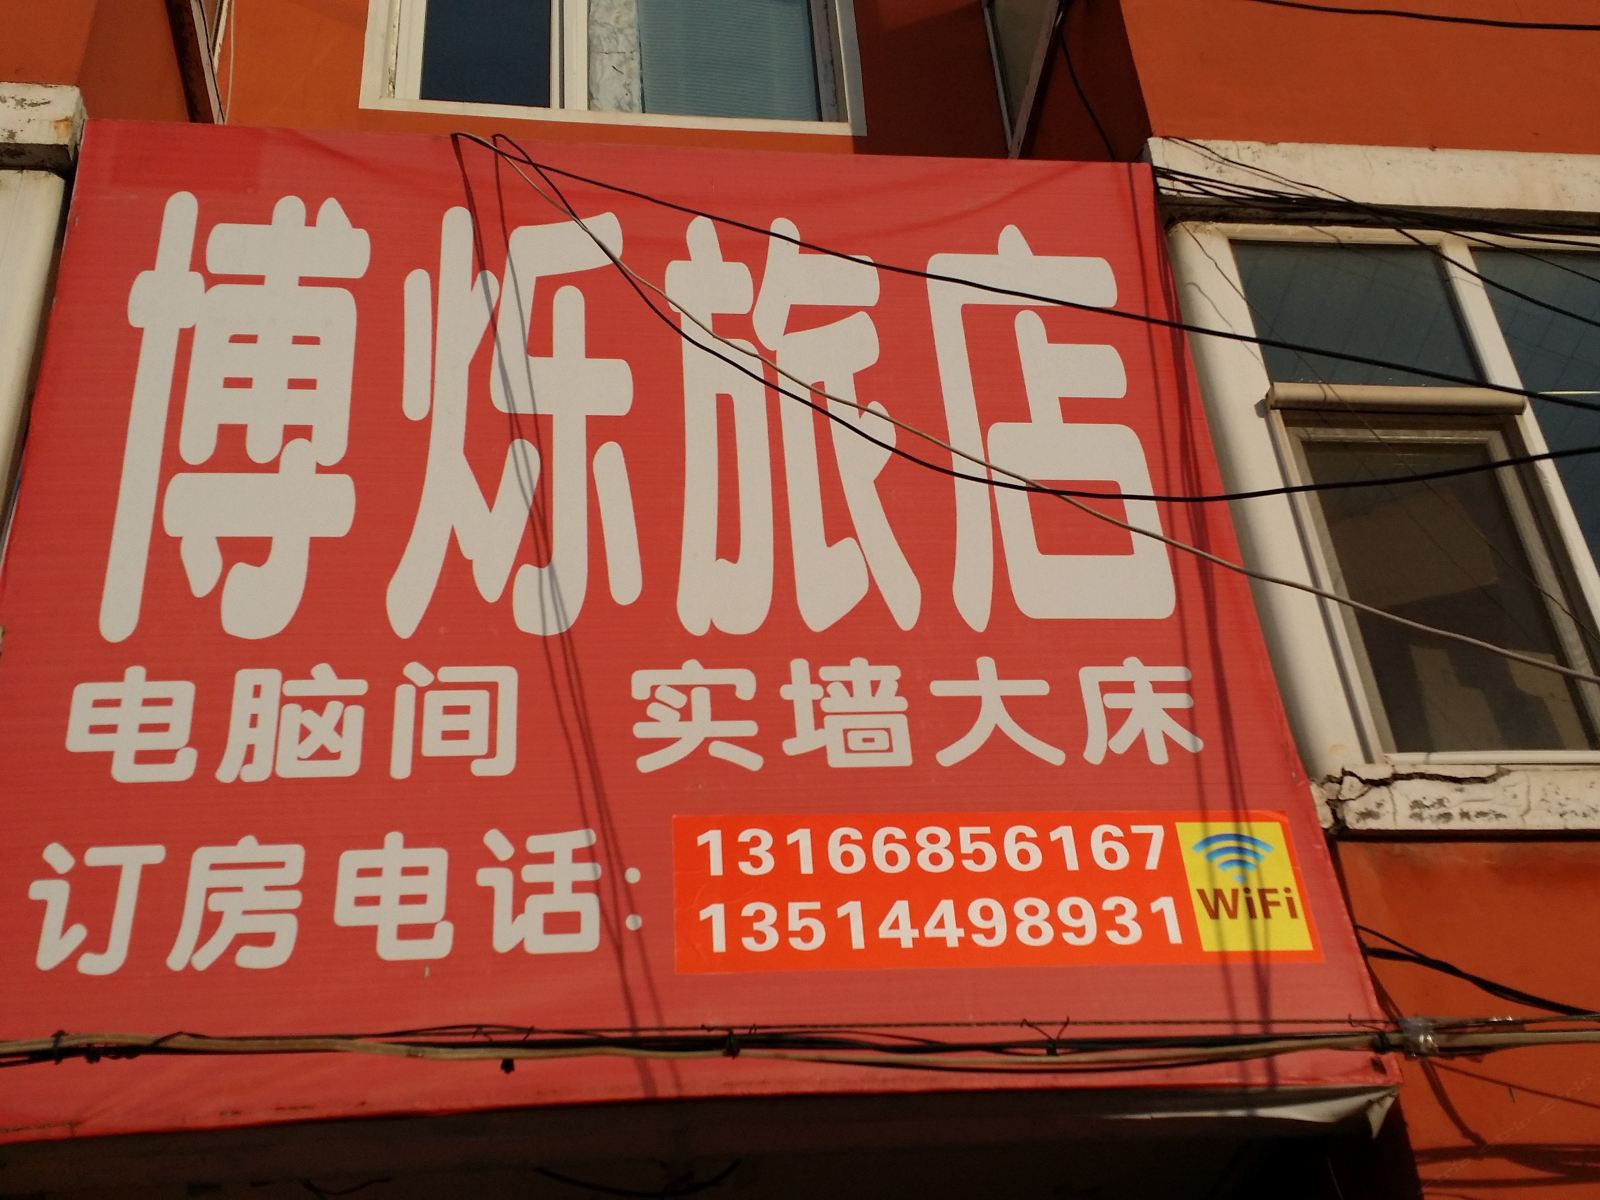 博烁旅店
电脑间 实墙大床
订房电话:
13166856167
13514498931
WiFi